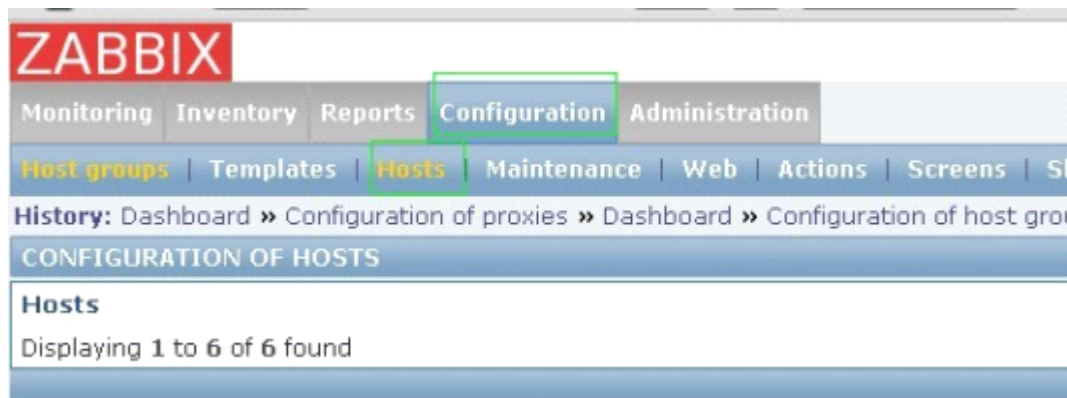 ZABBIX
Monitoring Inventory Reports Configuration Administration
Host groups | Templates | Hosts | Maintenance | Web | Actions | Screens |
History: Dashboard » Configuration of proxies » Dashboard » Configuration of host
CONFIGURATION OF HOSTS
Hosts
Displaying 1 to 6 of 6 found